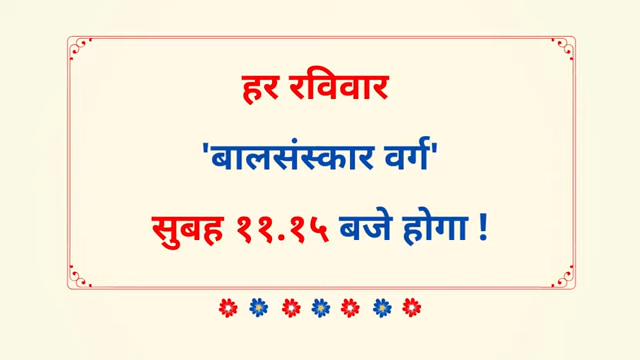 हर रविवार
'बालसंस्कार वर्ग'
सुबह ११.१५ बजे होगा !